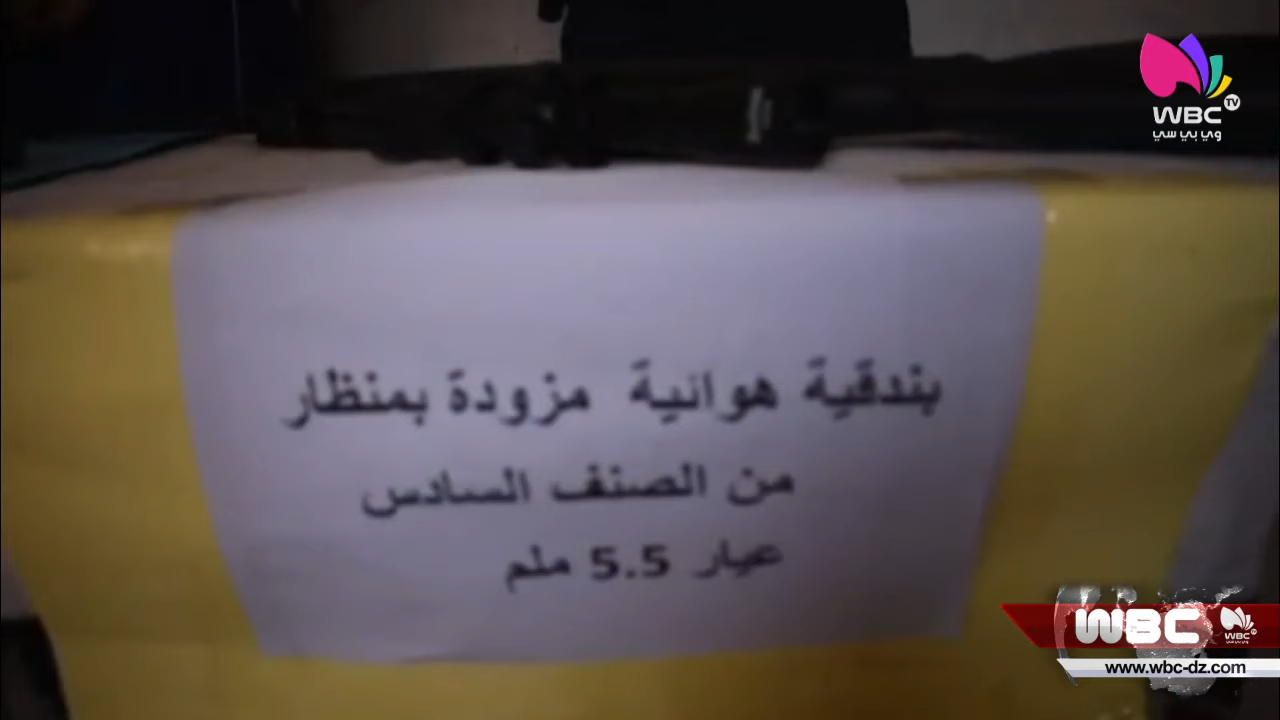 WBC TV
وي بي سي
بندقية هوائية مزودة بمنظار
من الصنف السادس
عيار 5.5 ملم
WBC
WBC
www.wbc-dz.com